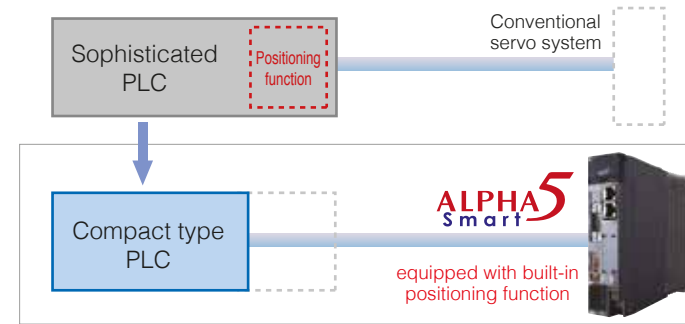 Conventional
servo system
Sophisticated
PLC
Positioning
function
Compact type
PLC
ALPHA5
Smart
equipped with built-in
positioning function